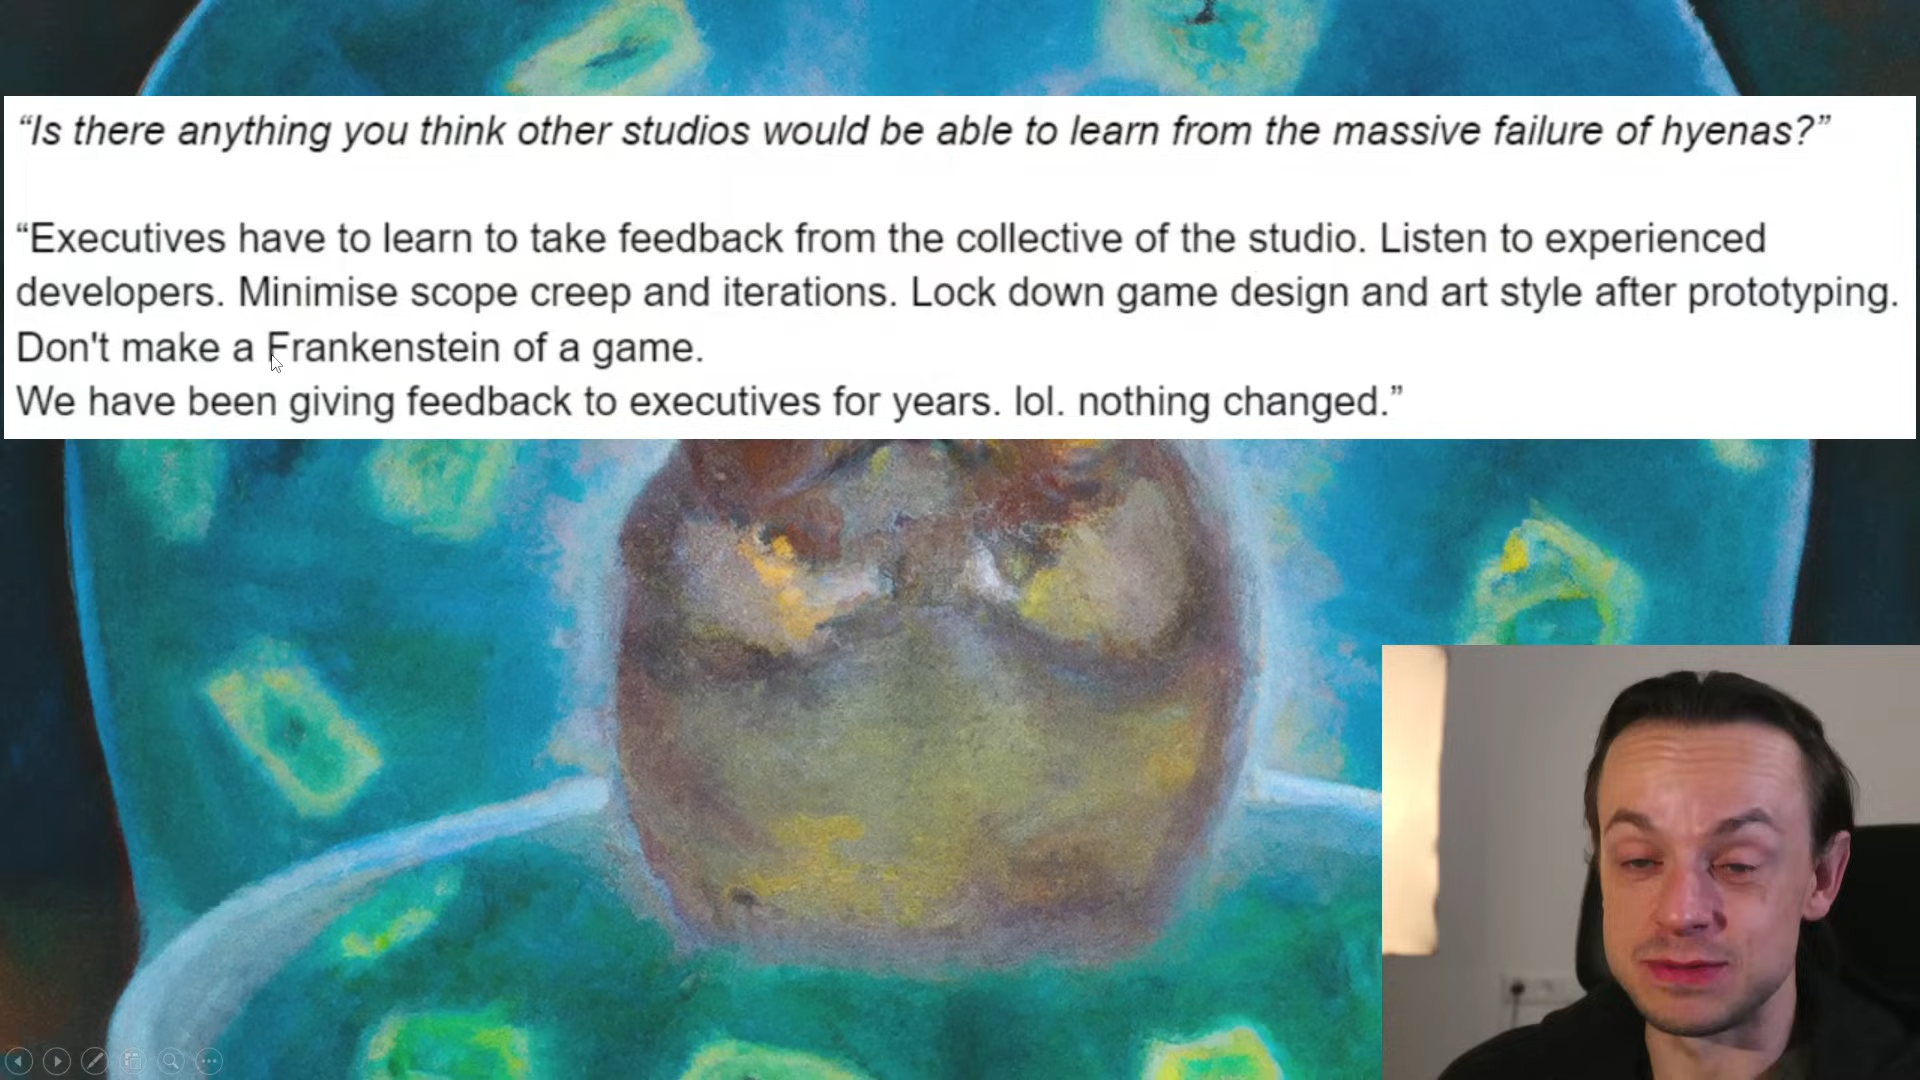 “Is there anything you think other studios would be able to learn from the massive failure of hyenas?”
“Executives have to learn to take feedback from the collective of the studio. Listen to experienced
developers. Minimise scope creep and iterations. Lock down game design and art style after prototyping.
Don't make a Frankenstein of a game.
We have been giving feedback to executives for years. lol. nothing changed.”